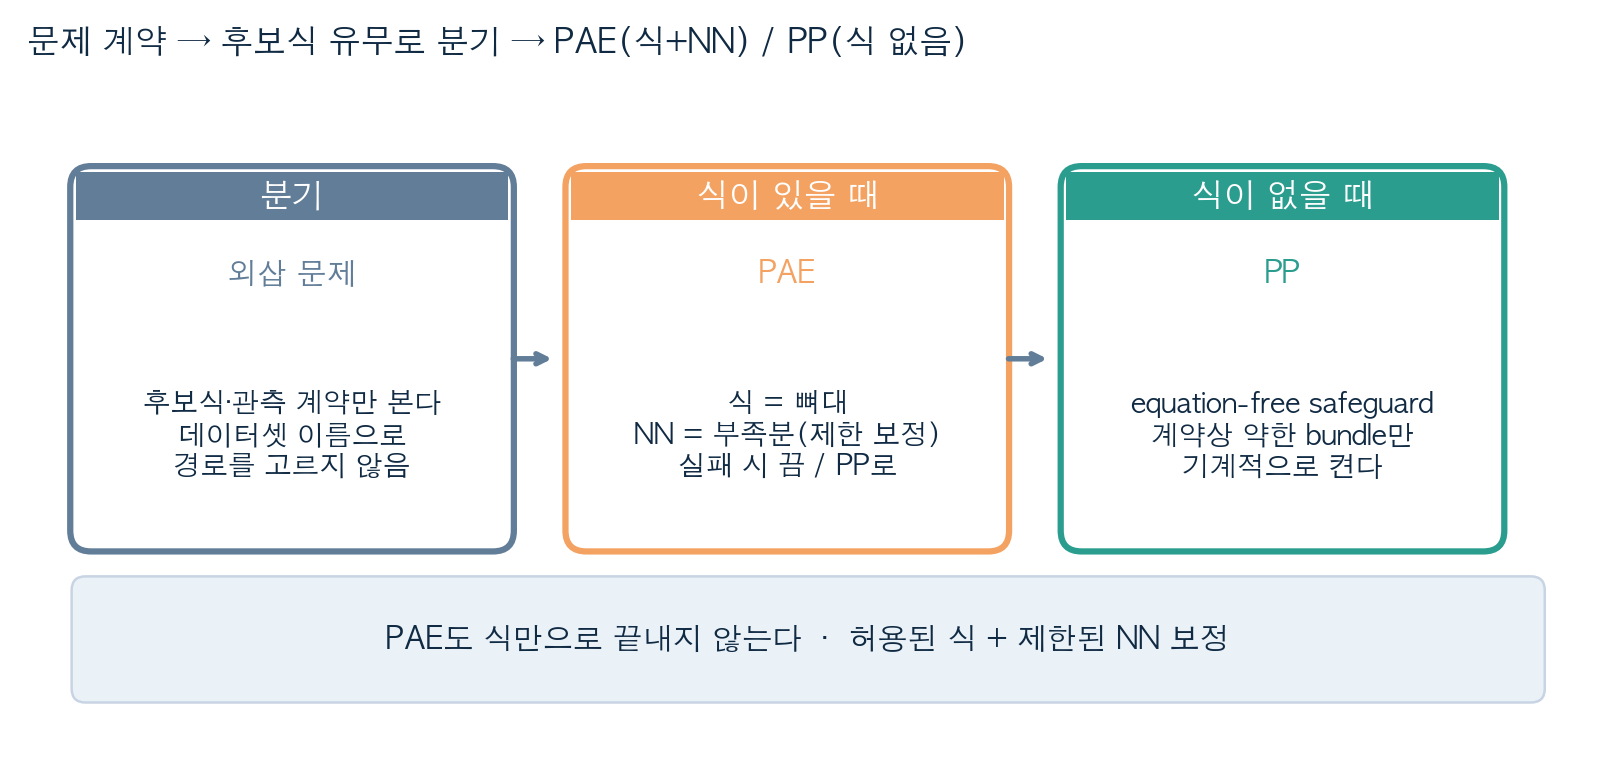 문제 계약 → 후보식 유무로 분기 → PAE(식+NN) / PP(식 없음)
분기
외삽 문제
후보식·관측 계약만 본다
데이터셋 이름으로
경로를 고르지 않음
식이 있을 때
PAE
식 = 뼈대
NN = 부족분(제한 보정)
실패 시 끔 / PP로
식이 없을 때
PP
equation-free safeguard
계약상 약한 bundle만
기계적으로 켠다
PAE도 식만으로 끝내지 않는다 · 허용된 식 + 제한된 NN 보정